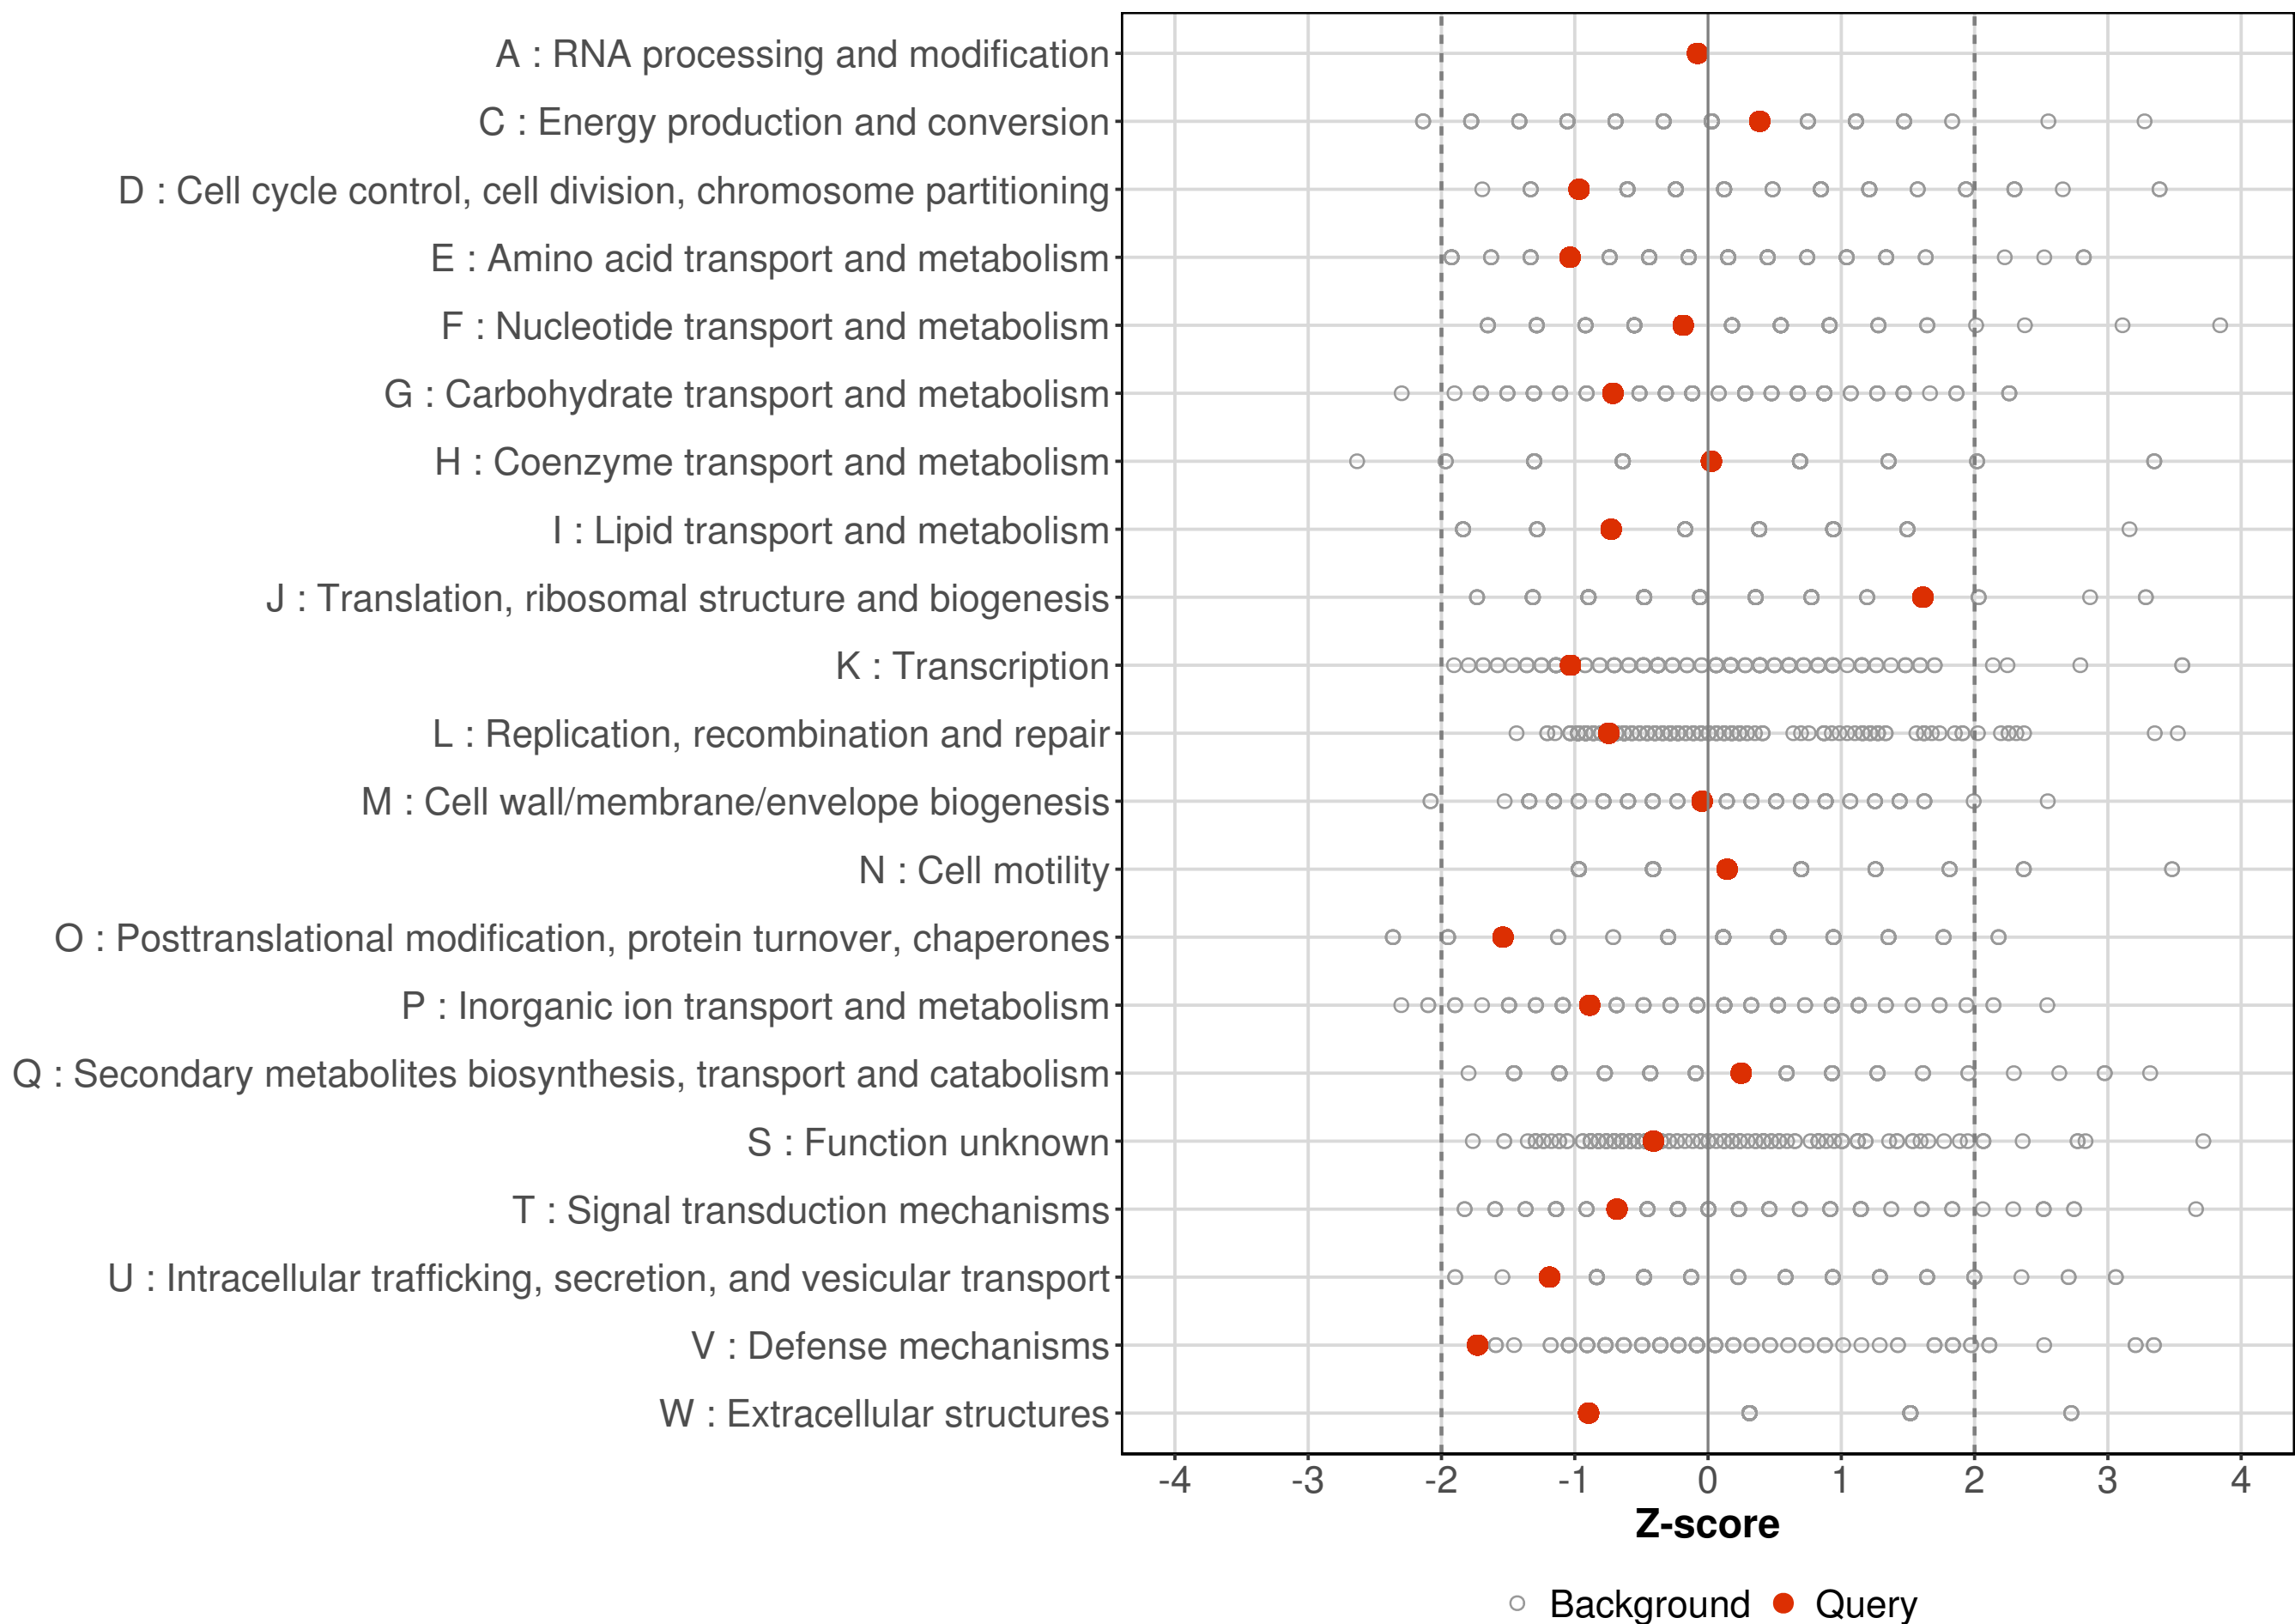 A : RNA processing and modification
C : Energy production and conversion
D : Cell cycle control, cell division, chromosome partitioning
E : Amino acid transport and metabolism
F : Nucleotide transport and metabolism
G : Carbohydrate transport and metabolism
H : Coenzyme transport and metabolism
I : Lipid transport and metabolism
J : Translation, ribosomal structure and biogenesis
K : Transcription
L : Replication, recombination and repair
M : Cell wall/membrane/envelope biogenesis
N : Cell motility
O : Posttranslational modification, protein turnover, chaperones
P : Inorganic ion transport and metabolism
Q : Secondary metabolites biosynthesis, transport and catabolism
S : Function unknown
T : Signal transduction mechanisms
U : Intracellular trafficking, secretion, and vesicular transport
V : Defense mechanisms
W : Extracellular structures
-4 -3 -2 -1 0 1 2 3 4
Z-score
Background Query